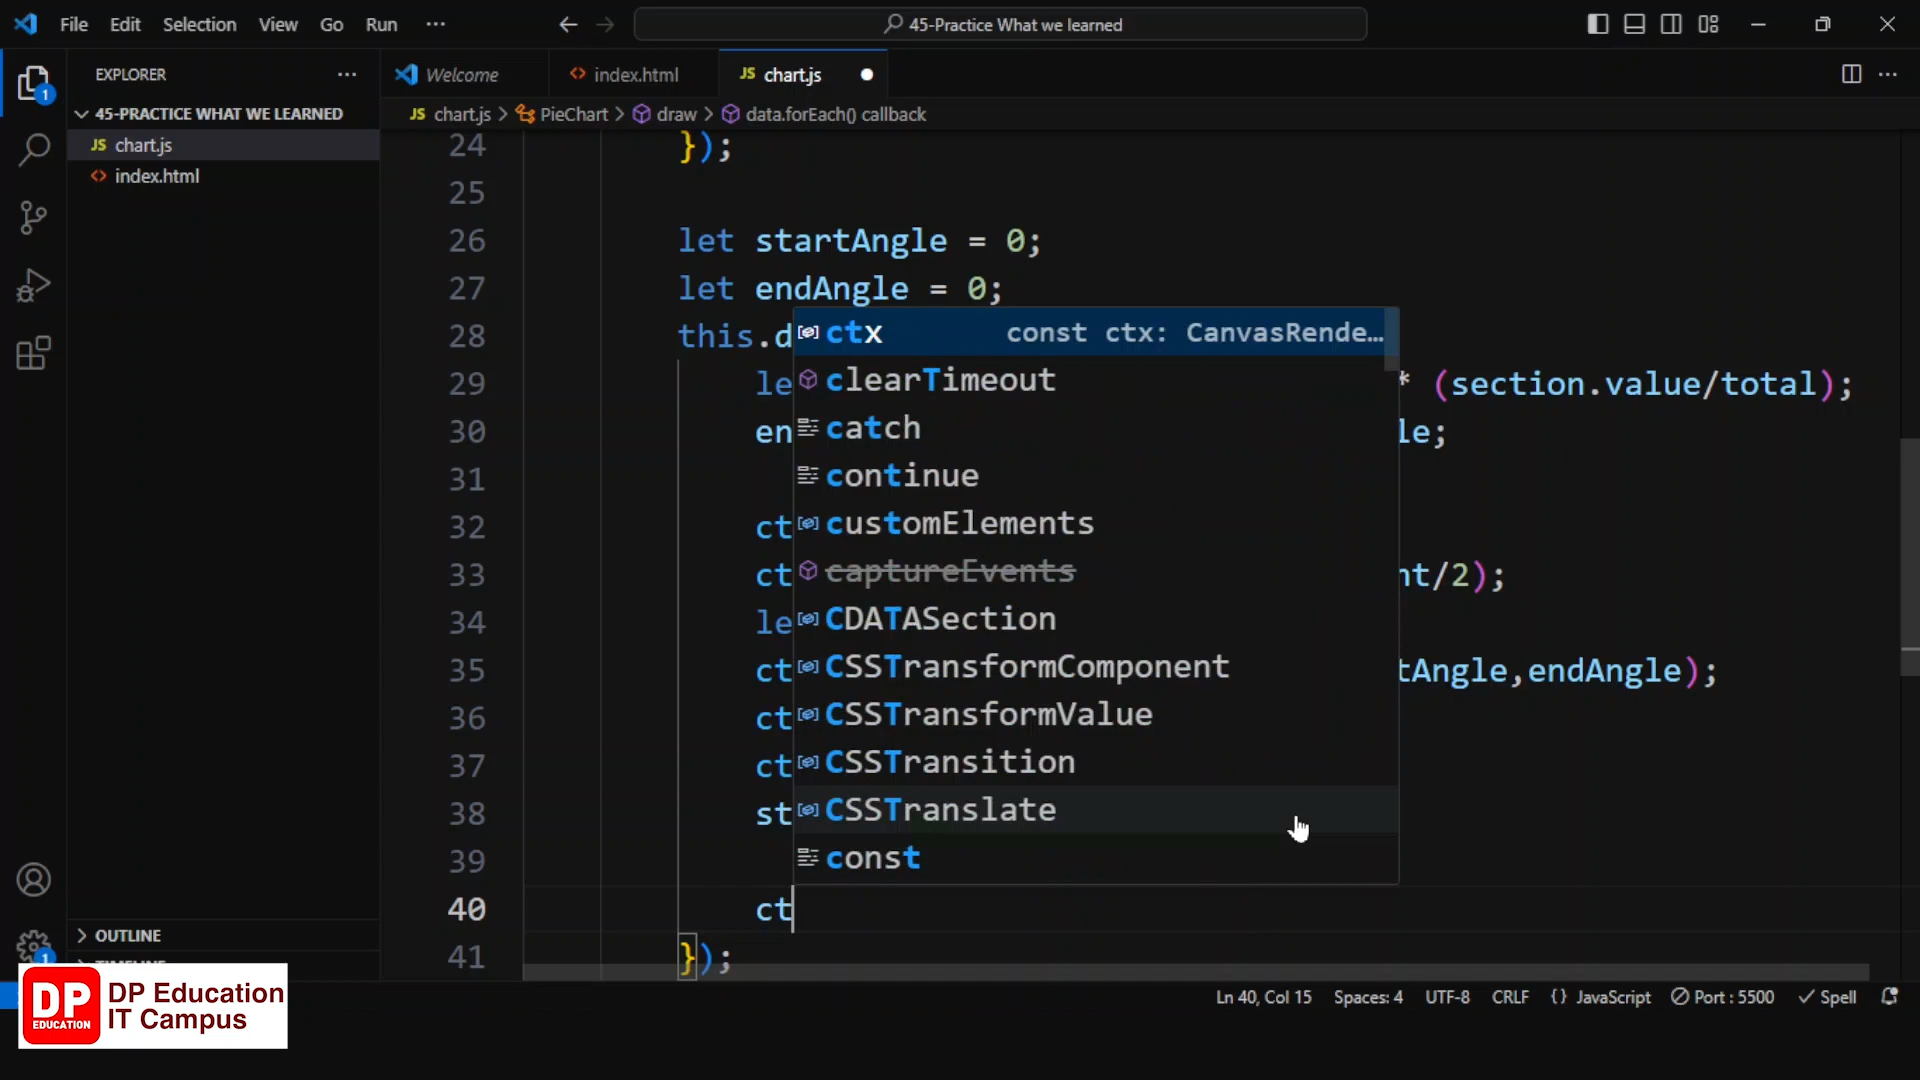 File Edit Selection View Go Run ··· 45-Practice What we learned
EXPLORER
Welcome index.html chart.js
45-PRACTICE WHAT WE LEARNED
chart.js > PieChart > draw > data.forEach() callback
chart.js
index.html
24 });
25
26 let startAngle = 0;
27 let endAngle = 0;
28 this.d
ctx const ctx: CanvasRende…
29 le * (section.value/total);
clearTimeout
30 en le;
catch
31
continue
32 ct
customElements
33 ct nt/2);
captureEvents
34 le
CDATASection
35 ct tAngle,endAngle);
CSSTransformComponent
36 ct
CSSTransformValue
37 ct
CSSTransition
38 st
CSSTranslate
39
const
40 ct
41 });
OUTLINE
Ln 40, Col 15 Spaces: 4 UTF-8 CRLF {} JavaScript Port : 5500 Spell
1
1
DP
EDUCATION
DP Education
IT Campus